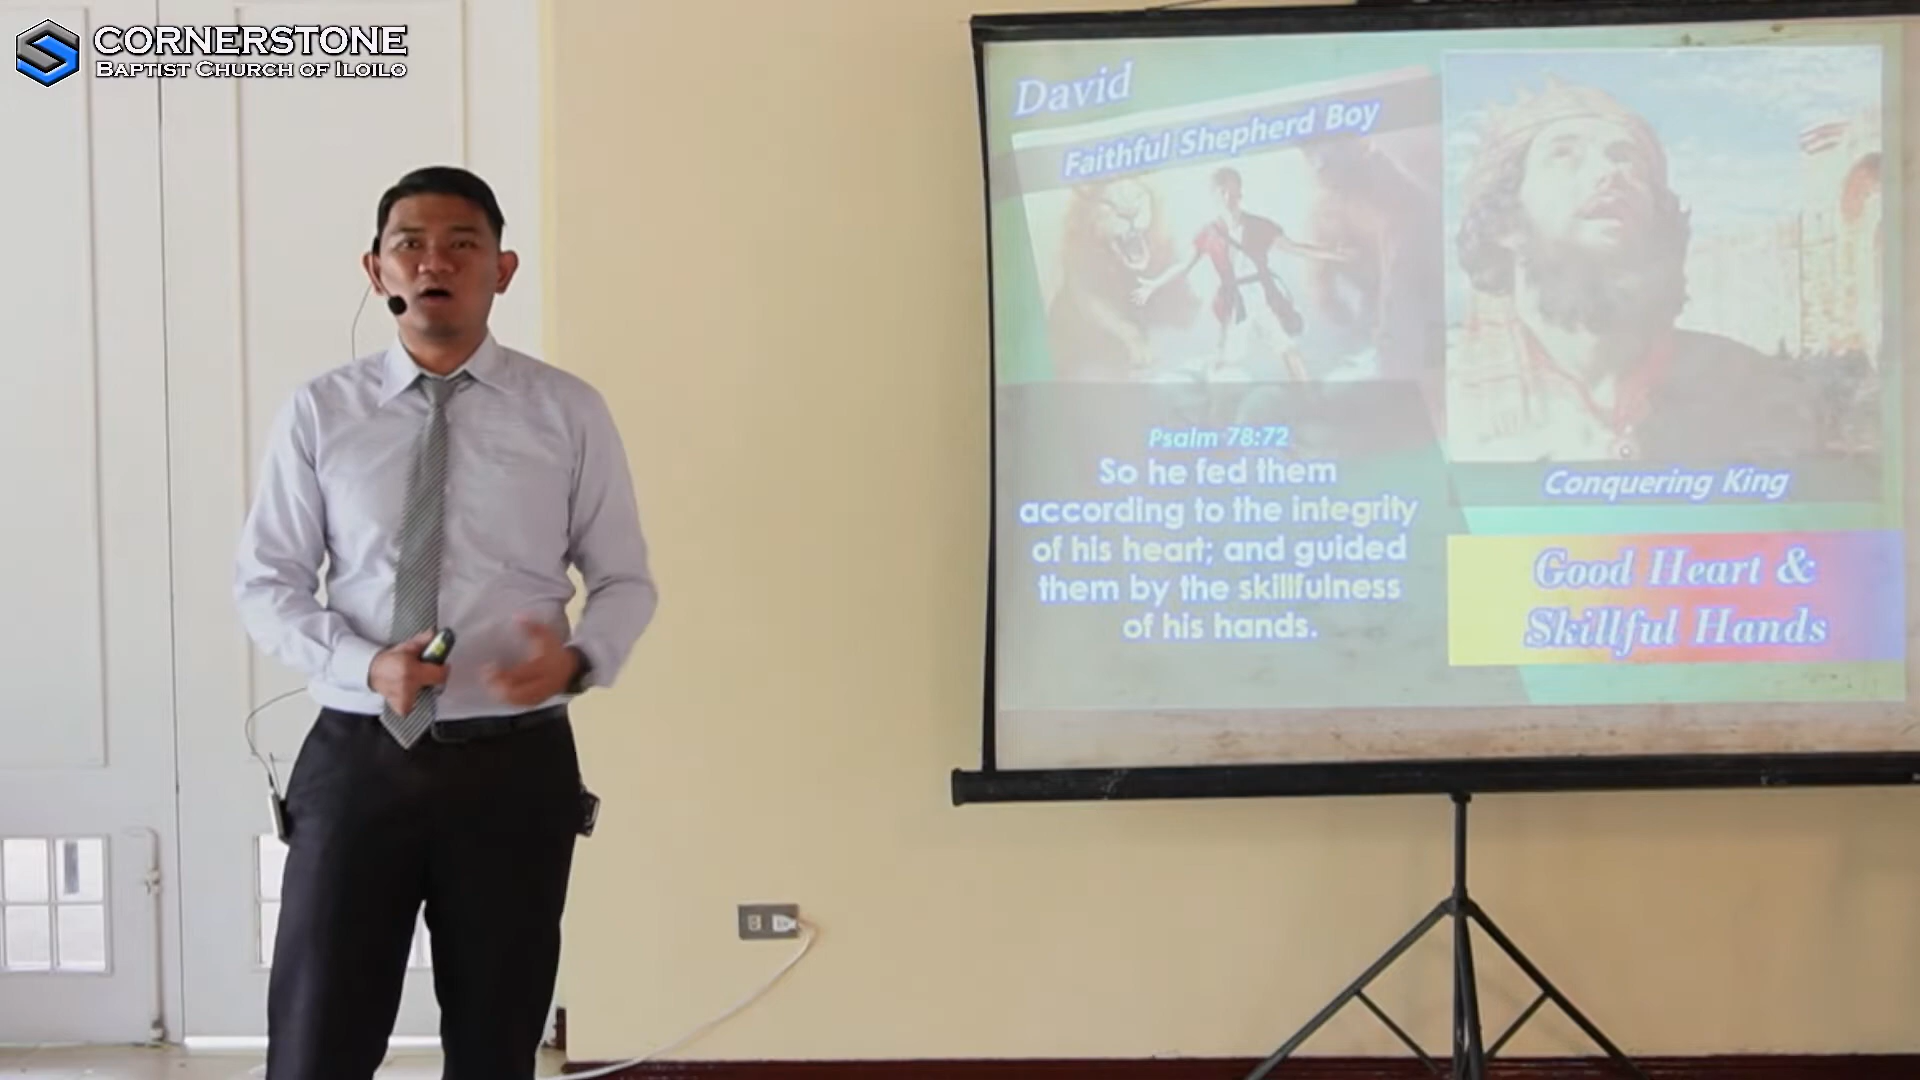 CORNERSTONE
BAPTIST CHURCH OF ILOILO
David
Faithful Shepherd Boy
Psalm 78:72
So he fed them
according to the integrity
of his heart; and guided
them by the skillfulness
of his hands.
Conquering King
Good Heart &
Skillful Hands